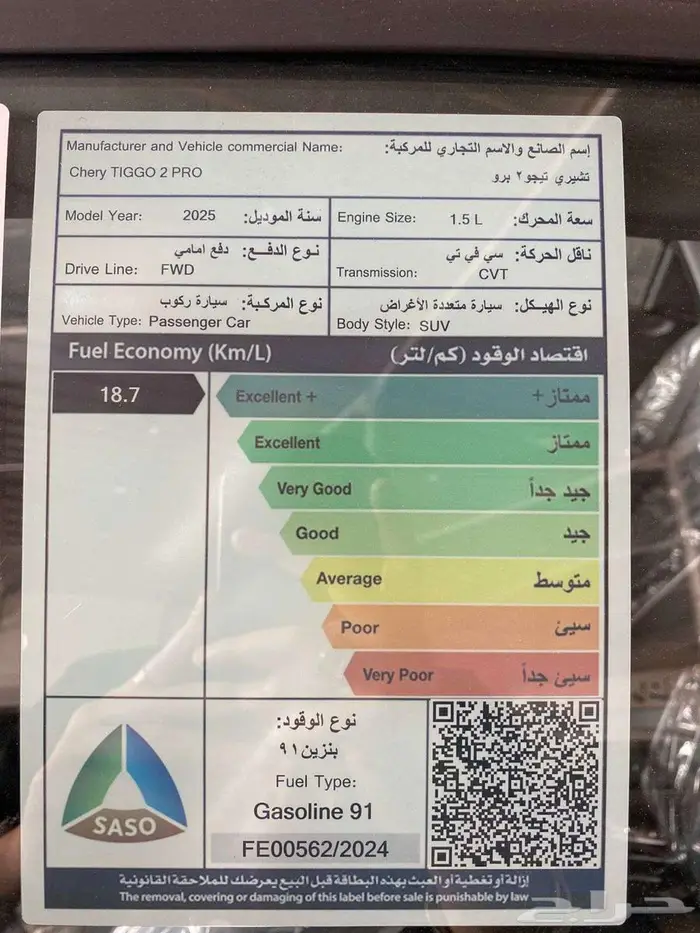 Manufacturer and Vehicle commercial Name: إسم الصانع والاسم التجاري للمركبة:
Chery TIGGO 2 PRO تشيري تيجو٢ برو
Model Year: 2025 سنة الموديل:
Engine Size: 1.5 L سعة المحرك:
نوع الدفـــع: دفع امامي
Drive Line: FWD
ناقل الحركة: سي في تي
Transmission: CVT
نوع المركبة: سيارة ركوب
Vehicle Type: Passenger Car
نوع الهيكل: سيارة متعددة الأغراض
Body Style: SUV
Fuel Economy (Km/L) اقتصاد الوقود (كم/لتر)
18.7
Excellent + ممتاز +
Excellent ممتاز
Very Good جيد جداً
Good جيد
Average متوسط
Poor سيئ
Very Poor سيئ جداً
SASO
نوع الوقود:
بنزين ٩١
Fuel Type:
Gasoline 91
FE00562/2024
إزالة أو تغطية أو العبث بهذه البطاقة قبل البيع يعرضك للملاحقة القانونية
The removal, covering or damaging of this label before sale is punishable by law
حراج